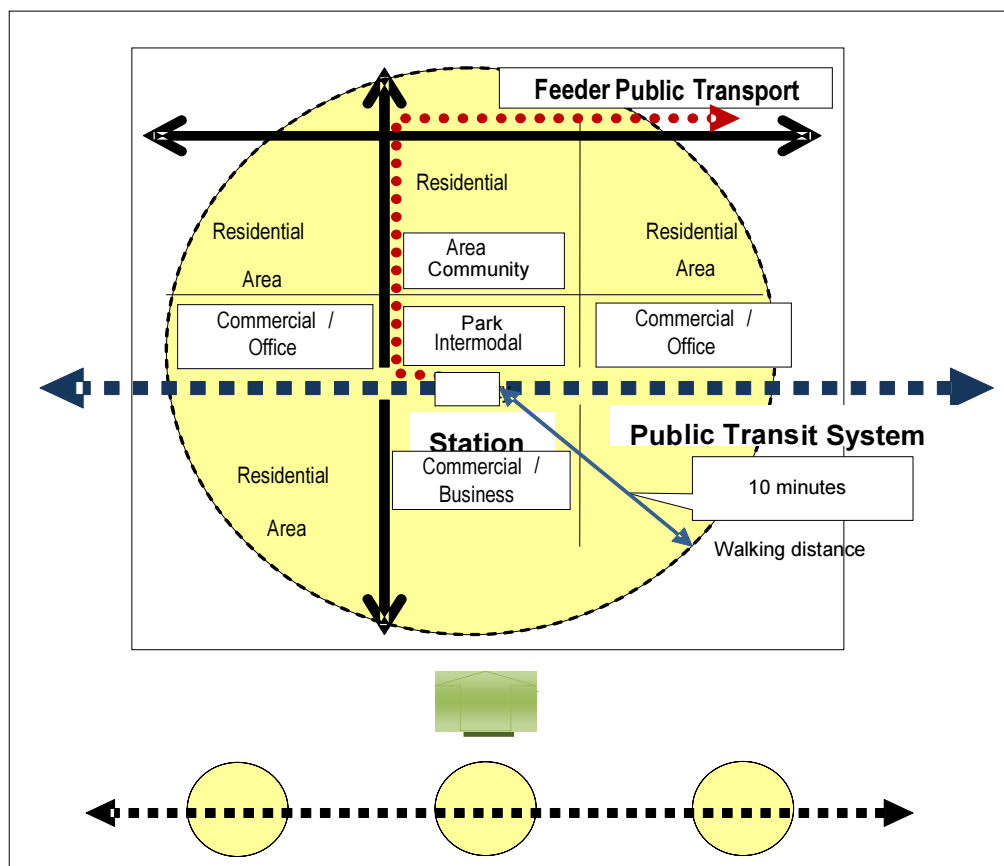 Feeder Public Transport
Residential
Residential
Area
Residential
Area
Area
Community
Commercial /
Office
Park
Intermodal
Commercial /
Office
Station
Public Transit System
Commercial /
Business
Residential
Area
10 minutes
Walking distance